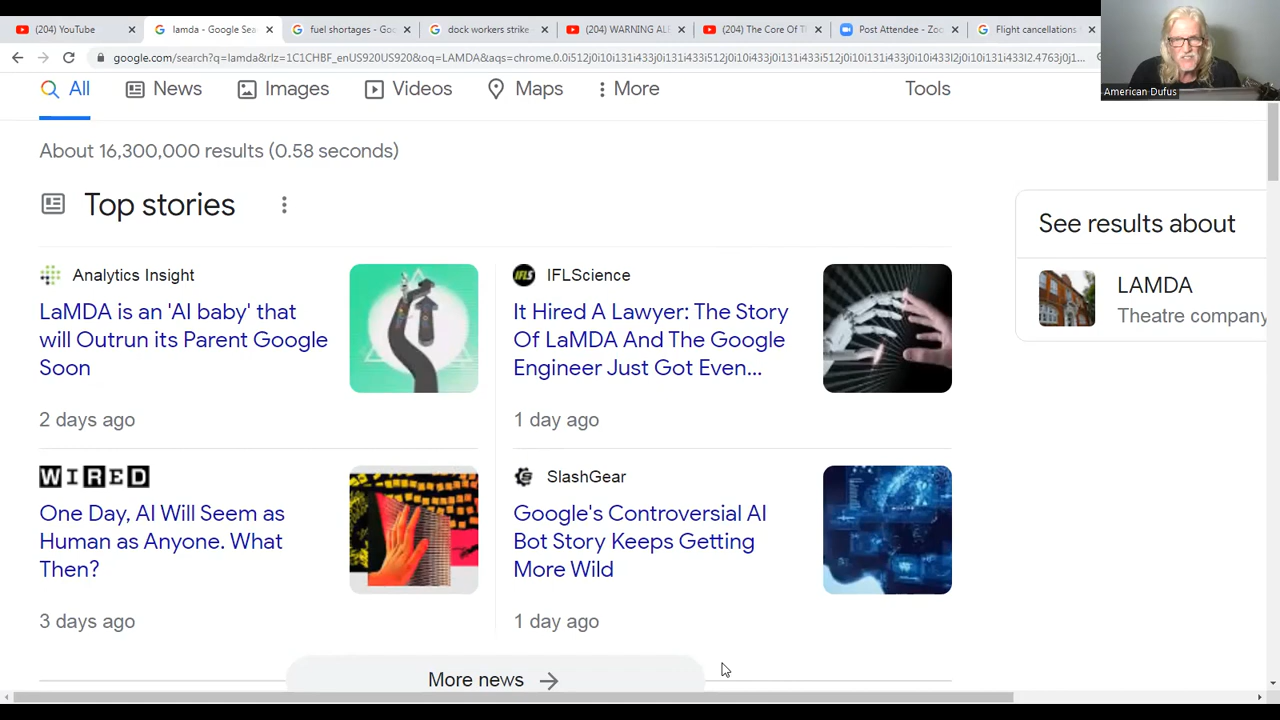 (204) YouTube
lamda - Google Sea
fuel shortages - Goo
dock workers strike
(204) WARNING AL
(204) The Core Of T
Post Attendee - Zoo
Flight cancellations
American Dufus
All
News
Images
Videos
Maps
More
Tools
About 16,300,000 results (0.58 seconds)
Top stories
Analytics Insight
LaMDA is an 'AI baby' that
will Outrun its Parent Google
Soon
2 days ago
IFLS
IFLScience
It Hired A Lawyer: The Story
Of LaMDA And The Google
Engineer Just Got Even...
1 day ago
WIRED
One Day, AI Will Seem as
Human as Anyone. What
Then?
3 days ago
SlashGear
Google's Controversial AI
Bot Story Keeps Getting
More Wild
1 day ago
More news
See results about
LAMDA
Theatre company